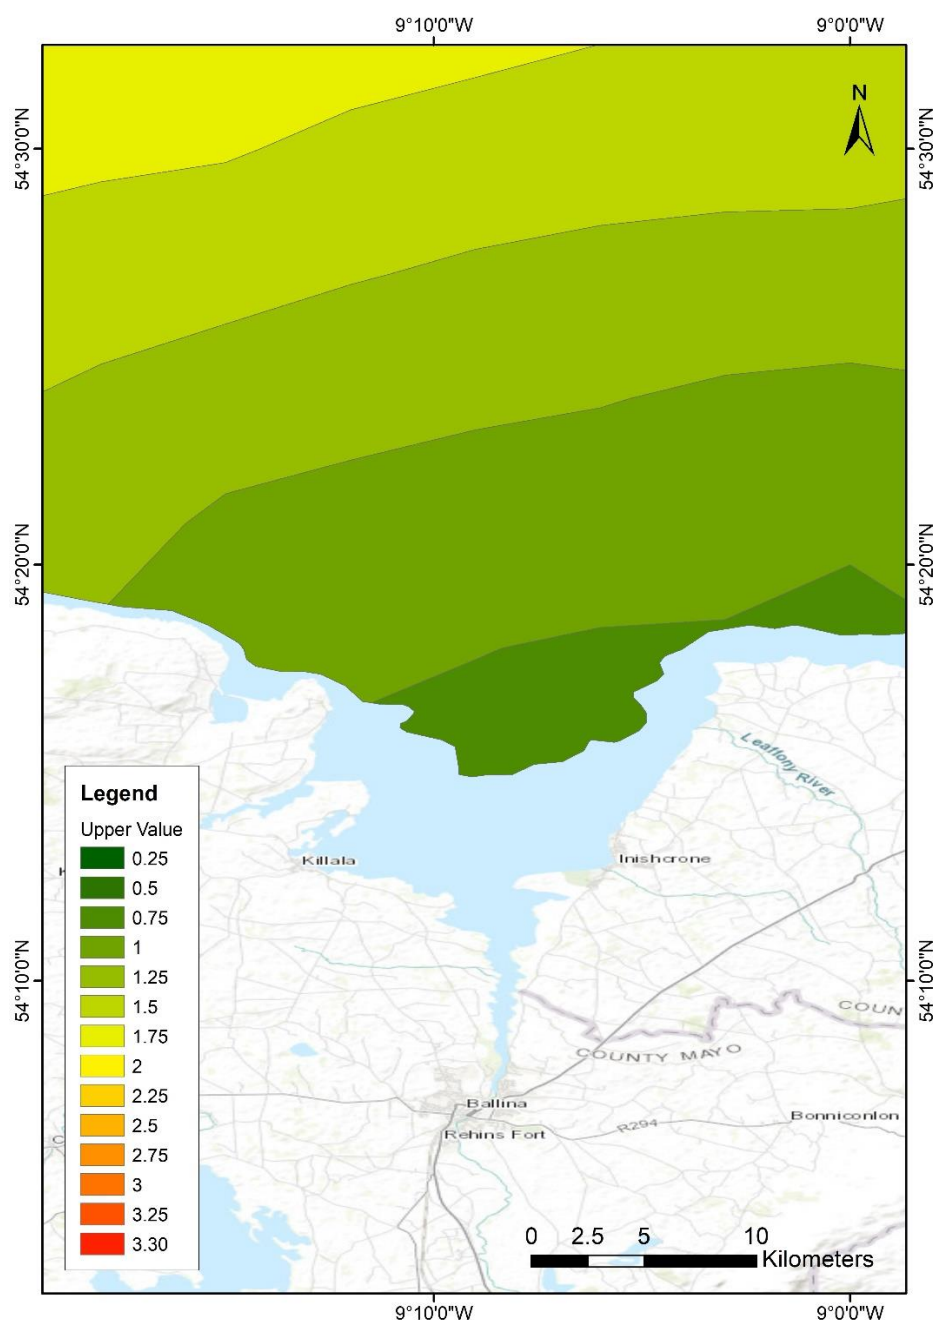 9°10'0"W
9°0'0"W
N
54°30'0"N
54°30'0"N
54°20'0"N
54°20'0"N
Leaffony River
Legend
Upper Value
0.25
0.5
0.75
1
1.25
1.5
1.75
2
2.25
2.5
2.75
3
3.25
3.30
Killala
Inishcrone
54°10'0"N
54°10'0"N
COUN
COUNTY MAYO
Ballina
Rehins Fort
R294
Bonniconlon
0 2.5 5 10
Kilometers
9°10'0"W
9°0'0"W